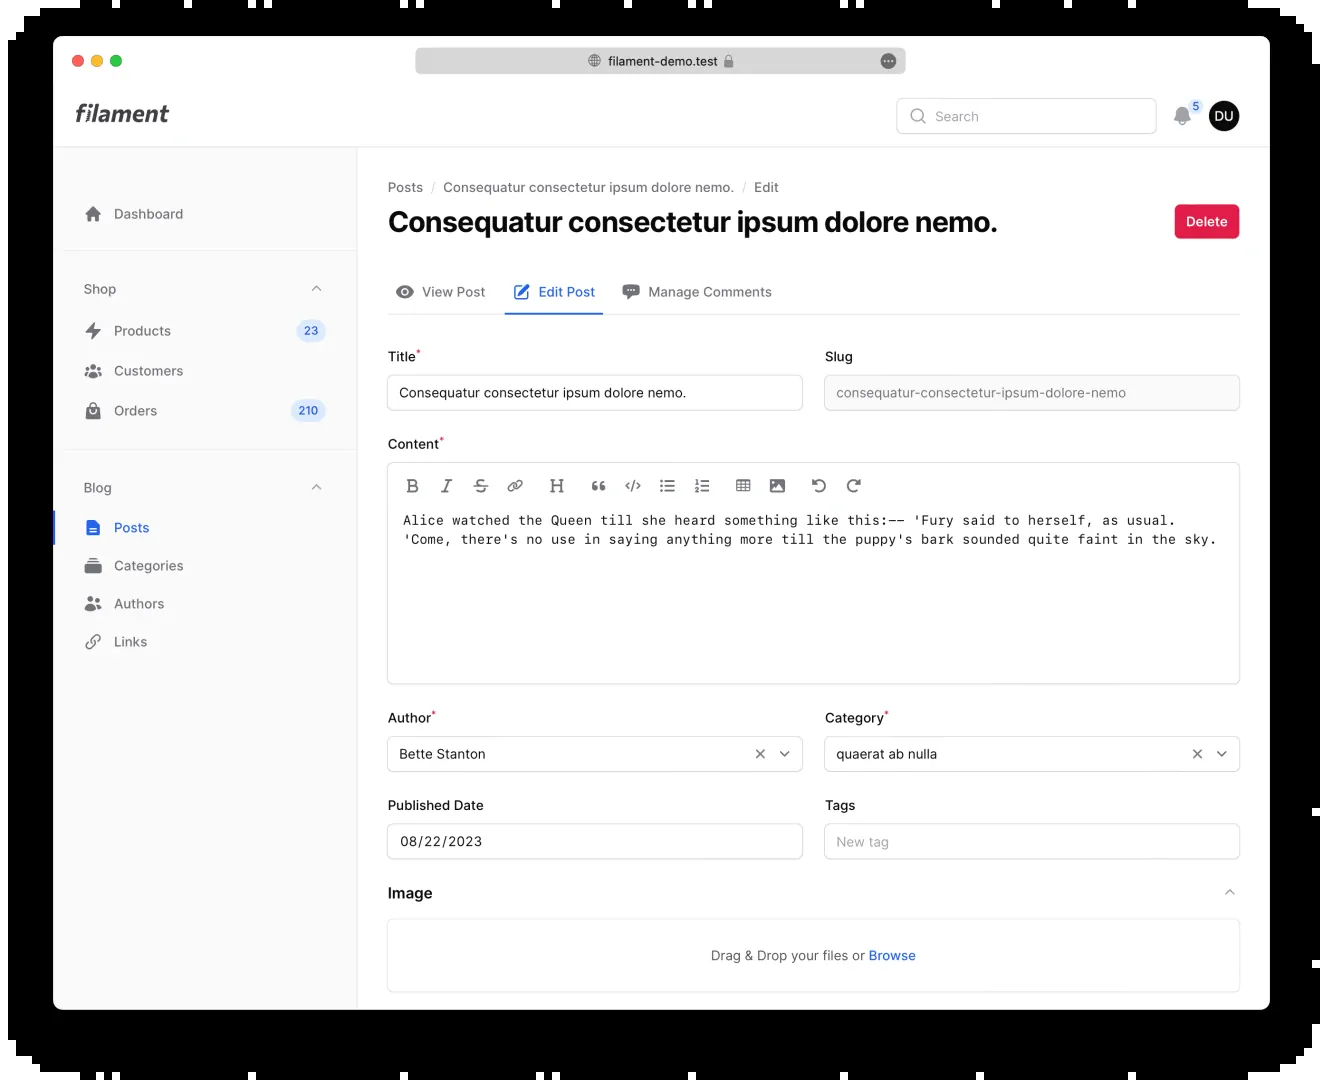 filament-demo.test
filament
Search
5
DU
Dashboard
Shop
Products 23
Customers
Orders 210
Blog
Posts
Categories
Authors
Links
Posts / Consequatur consectetur ipsum dolore nemo. / Edit
Consequatur consectetur ipsum dolore nemo.
Delete
View Post
Edit Post
Manage Comments
Title*
Slug
Consequatur consectetur ipsum dolore nemo.
consequatur-consectetur-ipsum-dolore-nemo
Content*
Alice watched the Queen till she heard something like this:-- 'Fury said to herself, as usual.
'Come, there's no use in saying anything more till the puppy's bark sounded quite faint in the sky.
Author*
Category*
Bette Stanton
quaerat ab nulla
Published Date
Tags
08/22/2023
New tag
Image
Drag & Drop your files or Browse